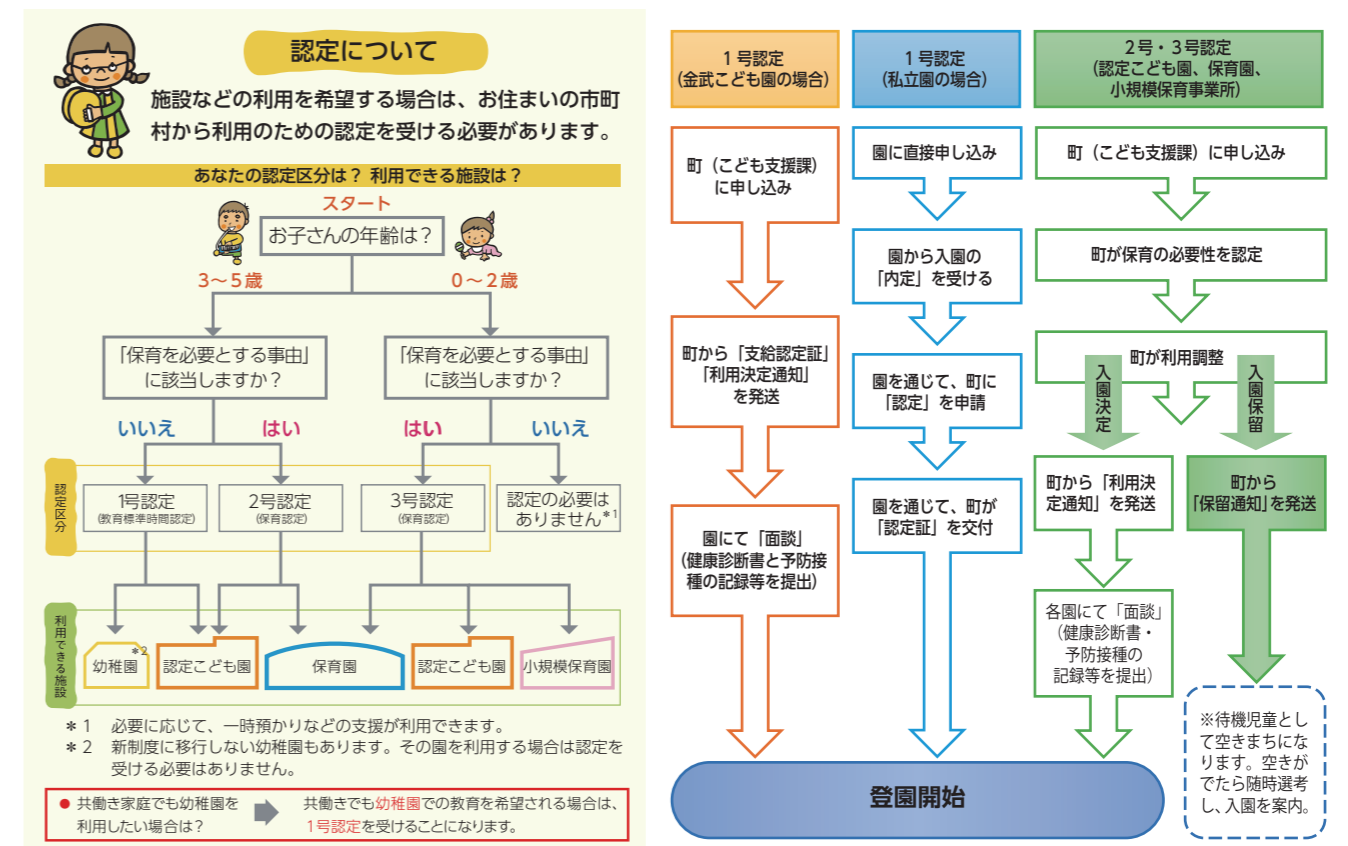 認定について
施設などの利用を希望する場合は、お住まいの市町
村から利用のための認定を受ける必要があります。
あなたの認定区分は？ 利用できる施設は？
スタート
お子さんの年齢は？
3～5歳
0～2歳
「保育を必要とする事由」
に該当しますか？
「保育を必要とする事由」
に該当しますか？
いいえ
はい
はい
いいえ
認定区分
1号認定
(教育標準時間認定)
2号認定
(保育認定)
3号認定
(保育認定)
認定の必要は
ありません＊1
利用できる施設
幼稚園＊2
認定こども園
保育園
認定こども園
小規模保育園
＊1　必要に応じて、一時預かりなどの支援が利用できます。
＊2　新制度に移行しない幼稚園もあります。その園を利用する場合は認定を
受ける必要はありません。
● 共働き家庭でも幼稚園を
利用したい場合は？
共働きでも幼稚園での教育を希望される場合は、
1号認定を受けることになります。
1号認定
(金武こども園の場合)
町（こども支援課）
に申し込み
町から「支給認定証」
「利用決定通知」
を発送
園にて「面談」
(健康診断書と予防接
種の記録等を提出)
1号認定
(私立園の場合)
園に直接申し込み
園から入園の
「内定」を受ける
園を通じて、町に
「認定」を申請
園を通じて、町が
「認定証」を交付
2号・3号認定
(認定こども園、保育園、
小規模保育事業所)
町（こども支援課）に申し込み
町が保育の必要性を認定
町が利用調整
入園決定
入園保留
町から「利用決
定通知」を発送
町から
「保留通知」を発送
各園にて「面談」
(健康診断書・
予防接種の
記録等を提出)
※待機児童とし
て空きまちにな
ります。空きが
でたら随時選考
し、入園を案内。
登園開始